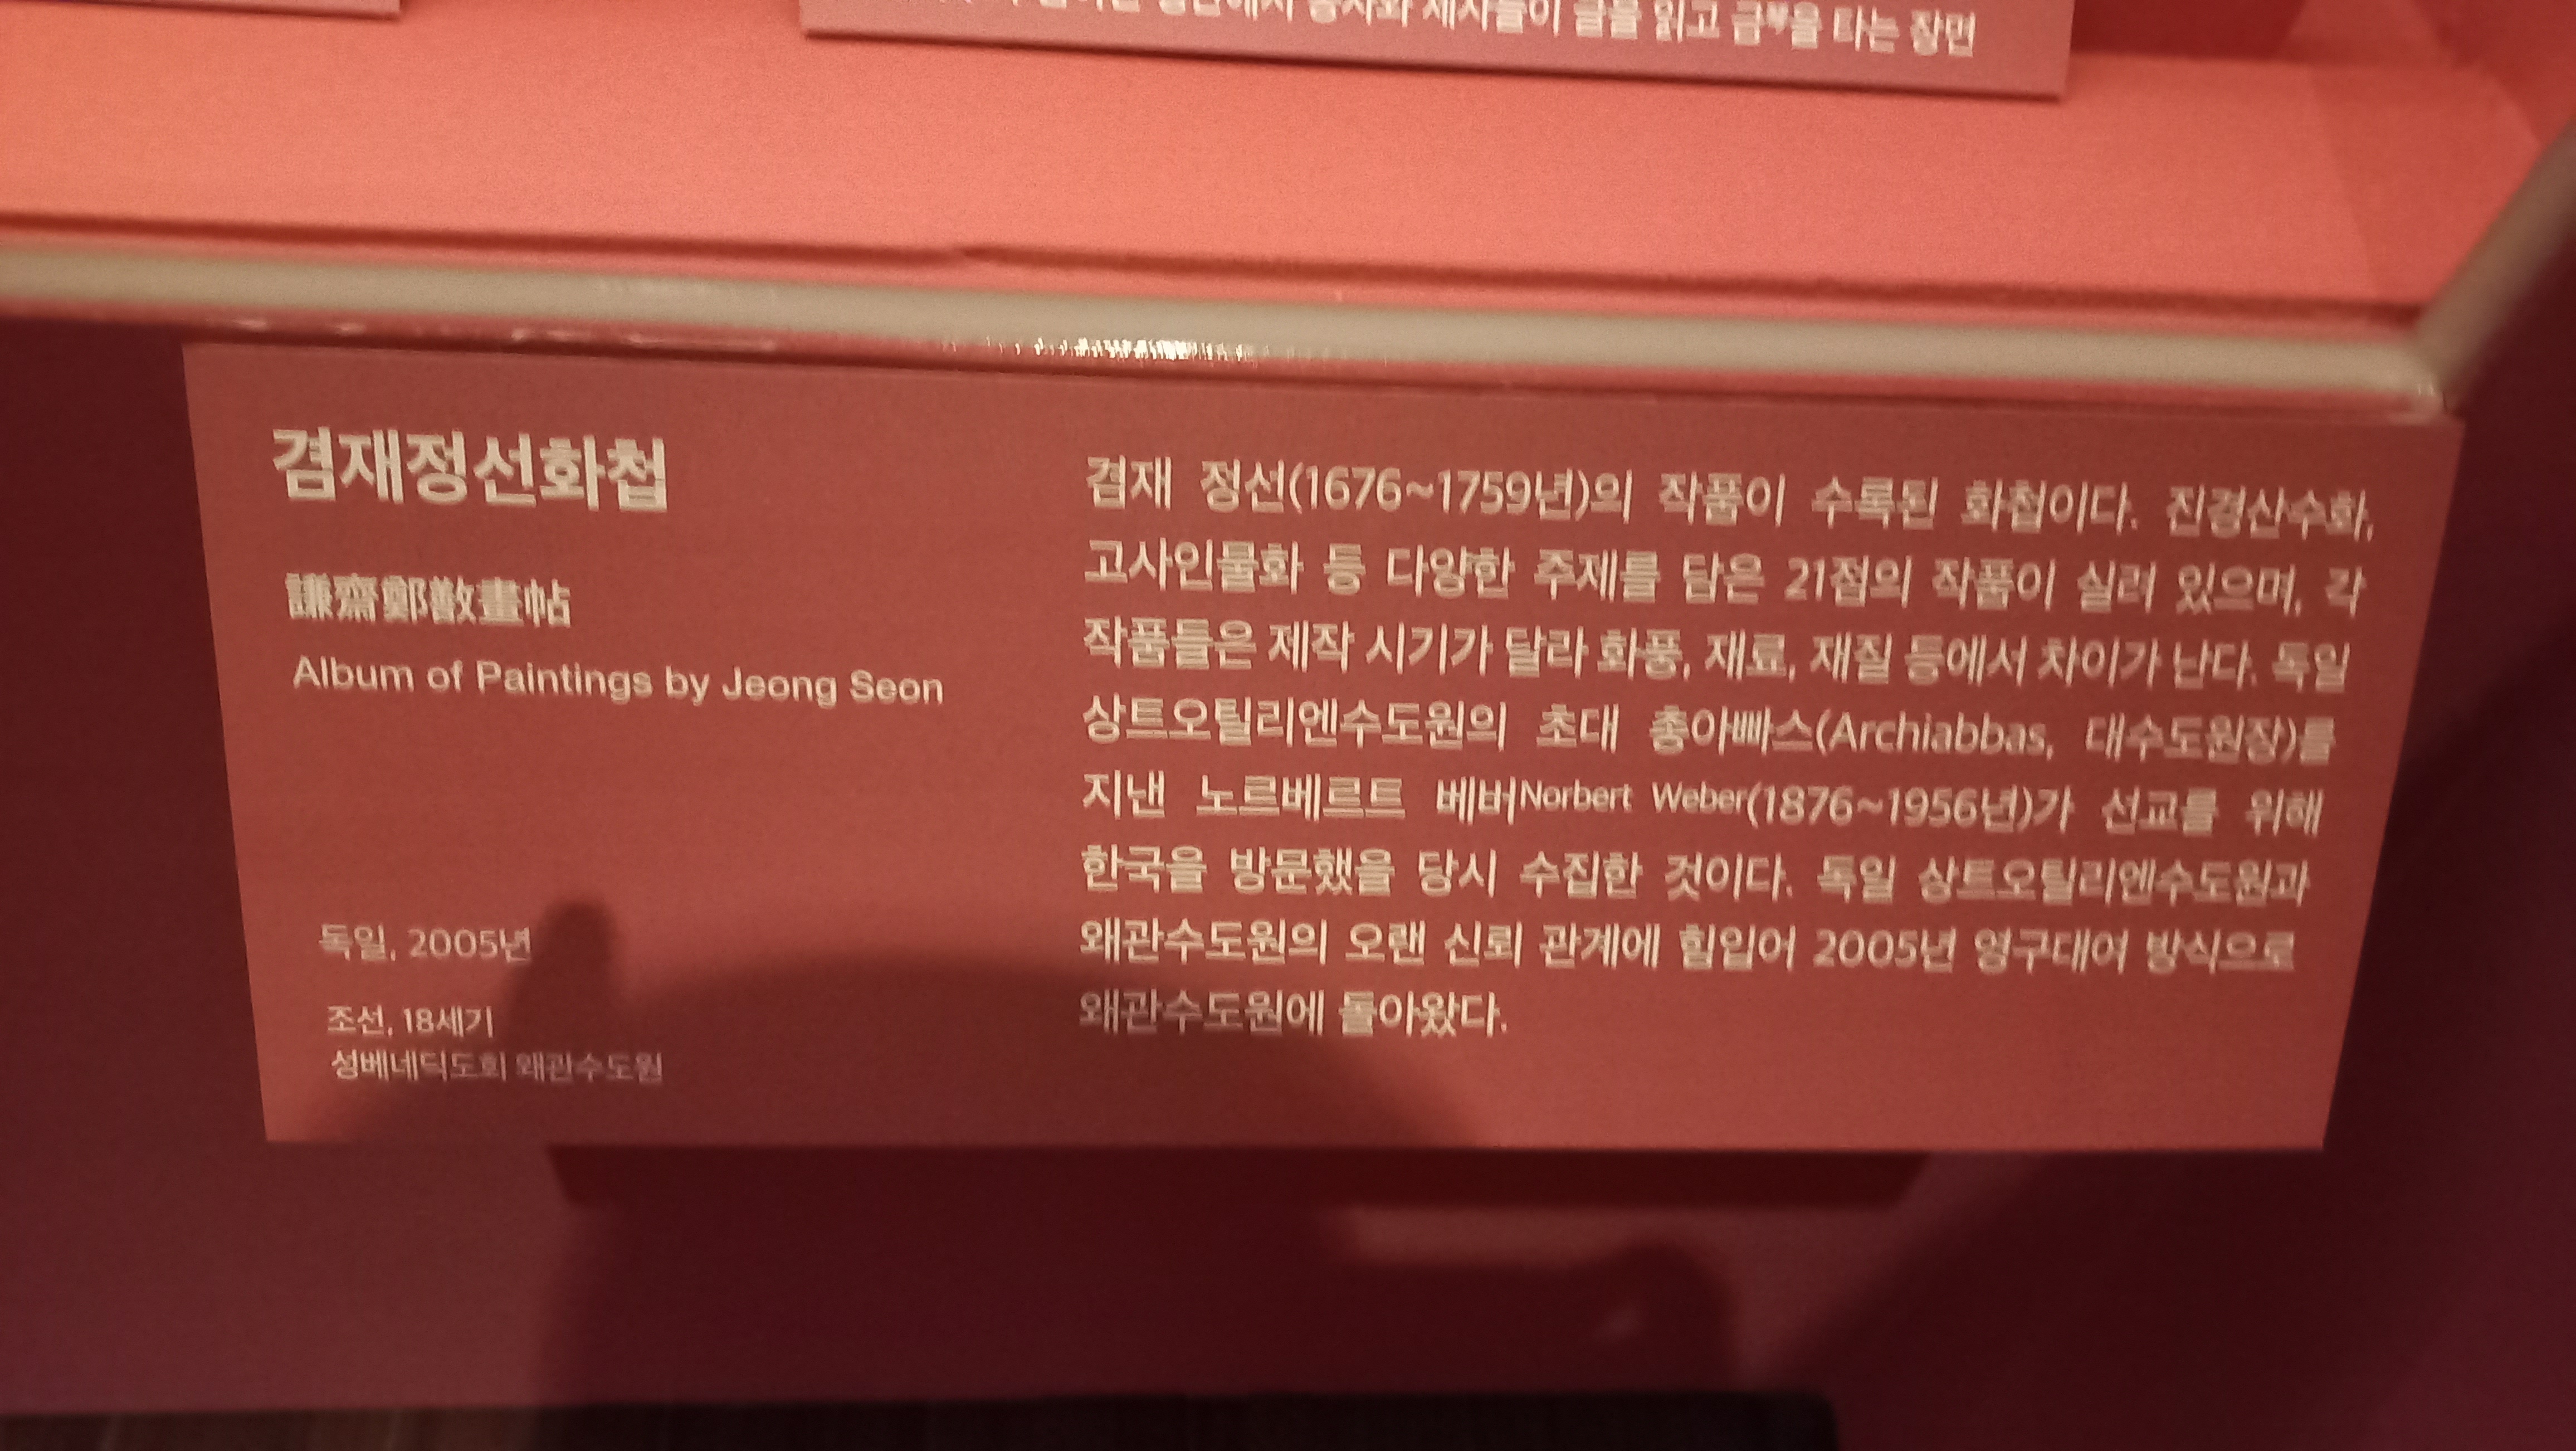 글을 읽고 금을 타는 장면
겸재정선화첩
謙齋鄭敾畫帖
Album of Paintings by Jeong Seon
독일, 2005년
조선, 18세기
성베네딕도회 왜관수도원
겸재 정선(1676~1759년)의 작품이 수록된 화첩이다. 진경산수화,
고사인물화 등 다양한 주제를 담은 21점의 작품이 실려 있으며, 각
작품들은 제작 시기가 달라 화풍, 재료, 재질 등에서 차이가 난다. 독일
상트오틸리엔수도원의 초대 총아빠스(Archiabbas, 대수도원장)를
지낸 노르베르트 베버Norbert Weber(1876~1956년)가 선교를 위해
한국을 방문했을 당시 수집한 것이다. 독일 상트오틸리엔수도원과
왜관수도원의 오랜 신뢰 관계에 힘입어 2005년 영구대여 방식으로
왜관수도원에 돌아왔다.